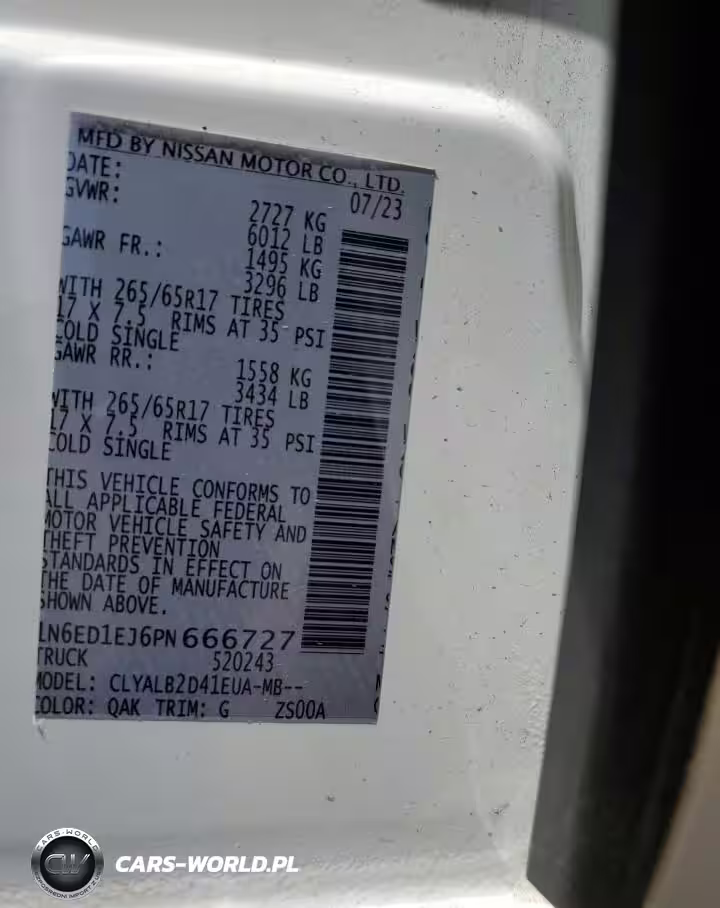 MFD BY NISSAN MOTOR CO., LTD.
DATE: 07/23
GVWR: 2727 KG
6012 LB
GAWR FR.: 1495 KG
3296 LB
WITH 265/65R17 TIRES
17 X 7.5 RIMS AT 35 PSI
COLD SINGLE
GAWR RR.: 1558 KG
3434 LB
WITH 265/65R17 TIRES
17 X 7.5 RIMS AT 35 PSI
COLD SINGLE
THIS VEHICLE CONFORMS TO
ALL APPLICABLE FEDERAL
MOTOR VEHICLE SAFETY AND
THEFT PREVENTION
STANDARDS IN EFFECT ON
THE DATE OF MANUFACTURE
SHOWN ABOVE.
1N6ED1EJ6PN666727
TRUCK 520243
MODEL: CLYALB2D41EUA-MB--
COLOR: QAK TRIM: G ZS00A
CARS-WORLD
CW
CARS-WORLD.PL